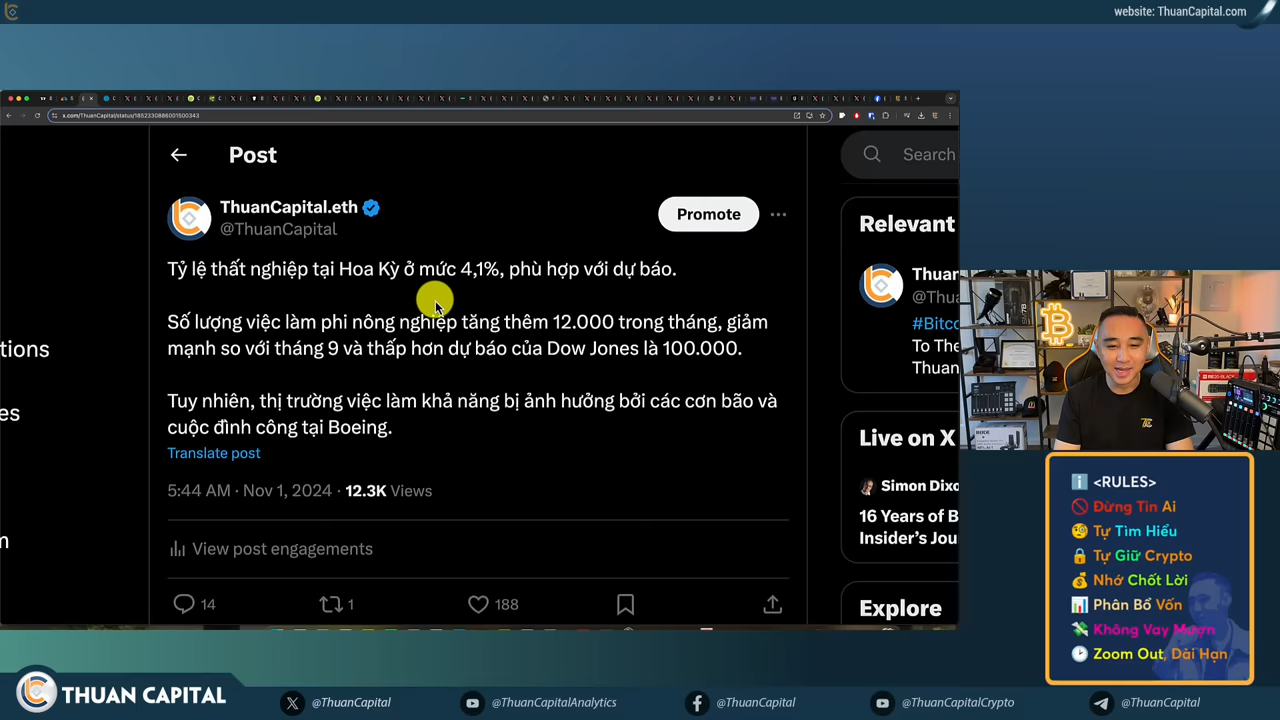 website: ThuanCapital.com
x.com/ThuanCapital/status/1852330886001500343
Post
Search
ThuanCapital.eth
@ThuanCapital
Promote
Relevant
Tỷ lệ thất nghiệp tại Hoa Kỳ ở mức 4,1%, phù hợp với dự báo.
Số lượng việc làm phi nông nghiệp tăng thêm 12.000 trong tháng, giảm
mạnh so với tháng 9 và thấp hơn dự báo của Dow Jones là 100.000.
Tuy nhiên, thị trường việc làm khả năng bị ảnh hưởng bởi các cơn bão và
cuộc đình công tại Boeing.
Translate post
5:44 AM · Nov 1, 2024 · 12.3K Views
View post engagements
14
1
188
tions
es
m
Thuan
@Thua
#Bitco
To The
Thuan
Live on X
Simon Dixo
16 Years of B
Insider's Jou
Explore
<RULES>
Đừng Tin Ai
Tự Tìm Hiểu
Tự Giữ Crypto
Nhớ Chốt Lời
Phân Bổ Vốn
Không Vay Mượn
Zoom Out, Dài Hạn
THUAN CAPITAL
@ThuanCapital
@ThuanCapitalAnalytics
@ThuanCapital
@ThuanCapitalCrypto
@ThuanCapital